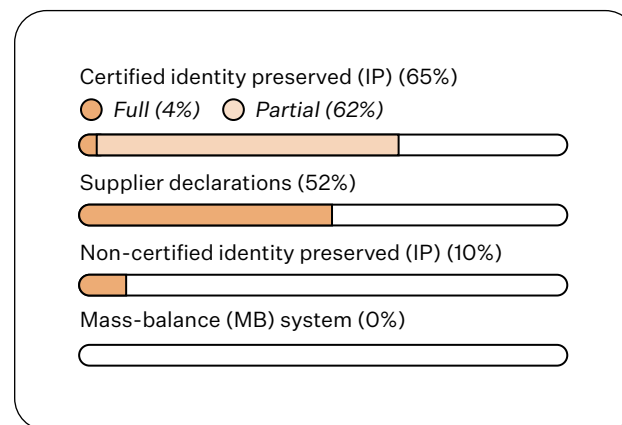 Certified identity preserved (IP) (65%)
Full (4%) Partial (62%)
Supplier declarations (52%)
Non-certified identity preserved (IP) (10%)
Mass-balance (MB) system (0%)